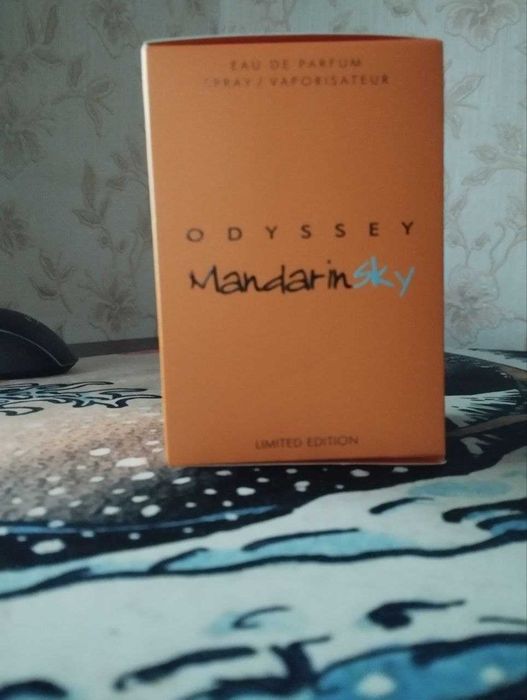 EAU DE PARFUM
SPRAY / VAPORISATEUR
ODYSSEY
Mandarinsky
LIMITED EDITION